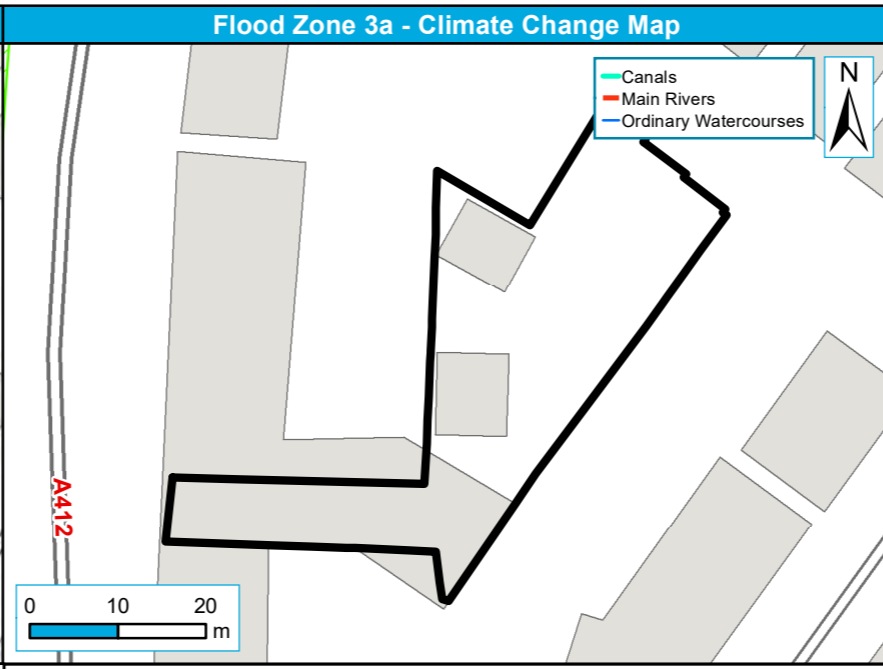 Flood Zone 3a - Climate Change Map
Canals
Main Rivers
Ordinary Watercourses
N
A412
0 10 20
m